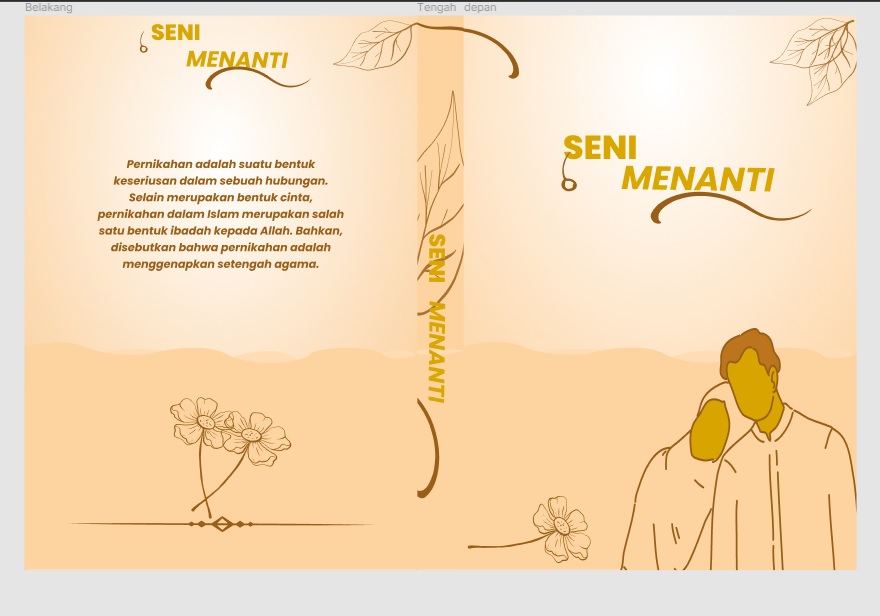 Belakang
Tengah
depan
SENI
MENANTI
Pernikahan adalah suatu bentuk
keseriusan dalam sebuah hubungan.
Selain merupakan bentuk cinta,
pernikahan dalam Islam merupakan salah
satu bentuk ibadah kepada Allah. Bahkan,
disebutkan bahwa pernikahan adalah
menggenapkan setengah agama.
SENI MENANTI
SENI
MENANTI